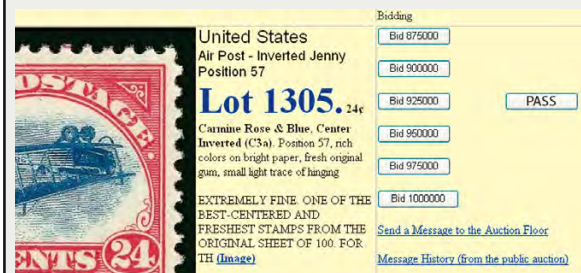 Bidding
United States
Air Post - Inverted Jenny
Position 57
Lot 1305. 24¢
Carmine Rose & Blue, Center
Inverted (C3a). Position 57, rich
colors on bright paper, fresh original
gum, small light trace of hinging
EXTREMELY FINE. ONE OF THE
BEST-CENTERED AND
FRESHEST STAMPS FROM THE
ORIGINAL SHEET OF 100. FOR
TH (Image)
Bid 875000
Bid 900000
Bid 925000
PASS
Bid 950000
Bid 975000
Bid 1000000
Send a Message to the Auction Floor
Message History (from the public auction)
OSTAGE
ENTS 24